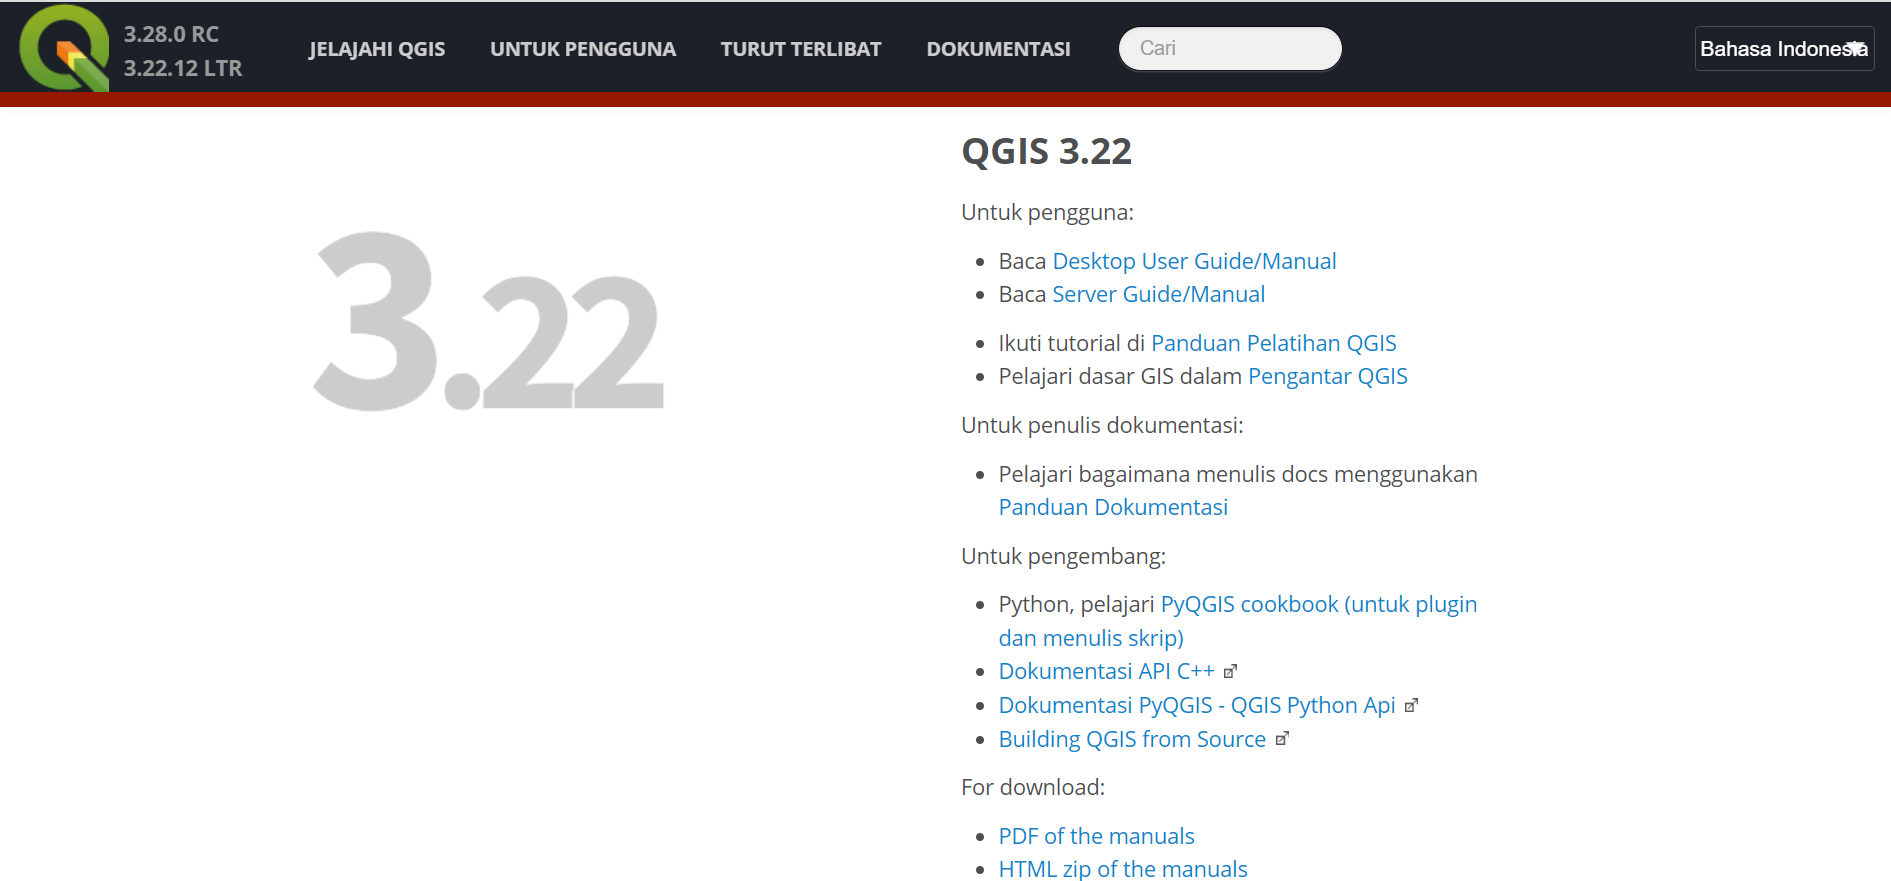 3.28.0 RC
3.22.12 LTR
JELAJAHI QGIS
UNTUK PENGGUNA
TURUT TERLIBAT
DOKUMENTASI
Cari
Bahasa Indonesia
3.22
QGIS 3.22
Untuk pengguna:
Baca Desktop User Guide/Manual
Baca Server Guide/Manual
Ikuti tutorial di Panduan Pelatihan QGIS
Pelajari dasar GIS dalam Pengantar QGIS
Untuk penulis dokumentasi:
Pelajari bagaimana menulis docs menggunakan
Panduan Dokumentasi
Untuk pengembang:
Python, pelajari PyQGIS cookbook (untuk plugin
dan menulis skrip)
Dokumentasi API C++
Dokumentasi PyQGIS - QGIS Python Api
Building QGIS from Source
For download:
PDF of the manuals
HTML zip of the manuals